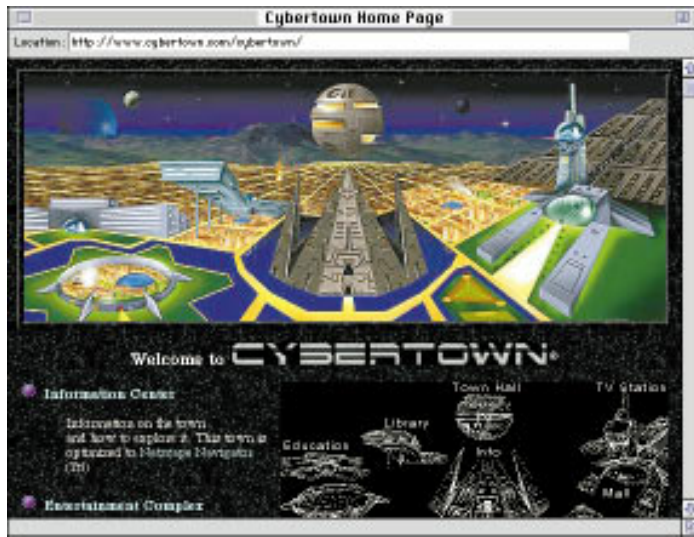 Cybertown Home Page
Location: http://www.cybertown.com/cybertown/
Welcome to CYBERTOWN®
Information Center
Information on the town
and how to explore it. This town is
optimized to Netscape Navigator
Entertainment Complex
Town Hall
TV Station
Library
Education
Info
Mall